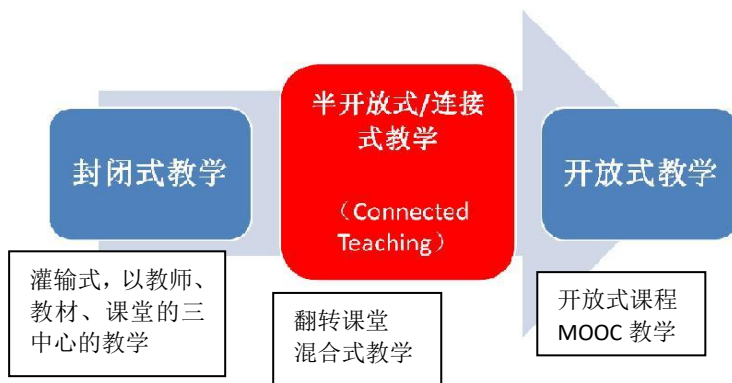 封闭式教学
半开放式/连接
式教学
（Connected
Teaching）
开放式教学
灌输式，以教师、
教材、课堂的三
中心的教学
翻转课堂
混合式教学
开放式课程
MOOC 教学